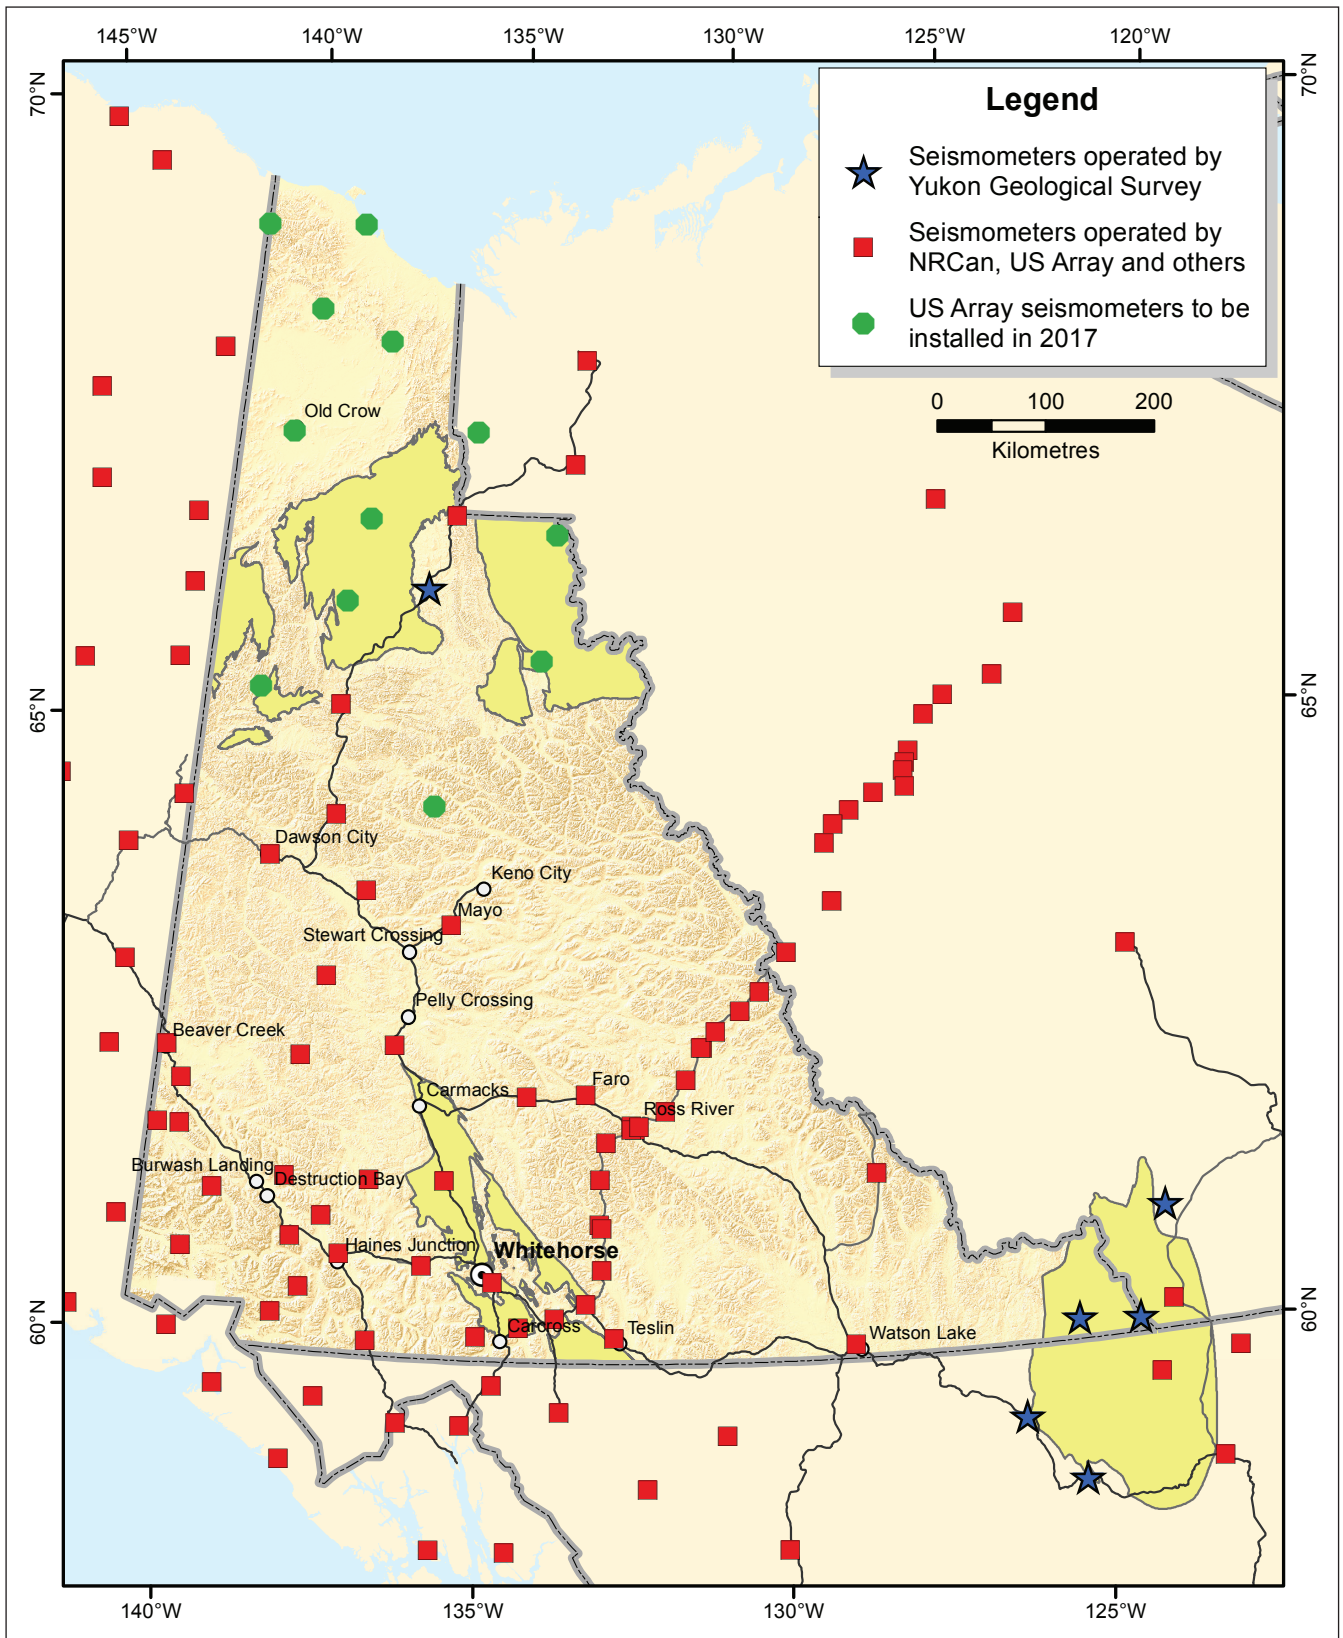 145°W
140°W
135°W
130°W
125°W
120°W
70°N
70°N
Legend
Seismometers operated by
Yukon Geological Survey
Seismometers operated by
NRCan, US Array and others
US Array seismometers to be
installed in 2017
0
100
200
Kilometres
Old Crow
65°N
65°N
Dawson City
Keno City
Mayo
Stewart Crossing
Pelly Crossing
Beaver Creek
Faro
Carmacks
Ross River
Burwash Landing
Destruction Bay
Haines Junction
Whitehorse
60°N
60°N
Carcross
Teslin
Watson Lake
140°W
135°W
130°W
125°W